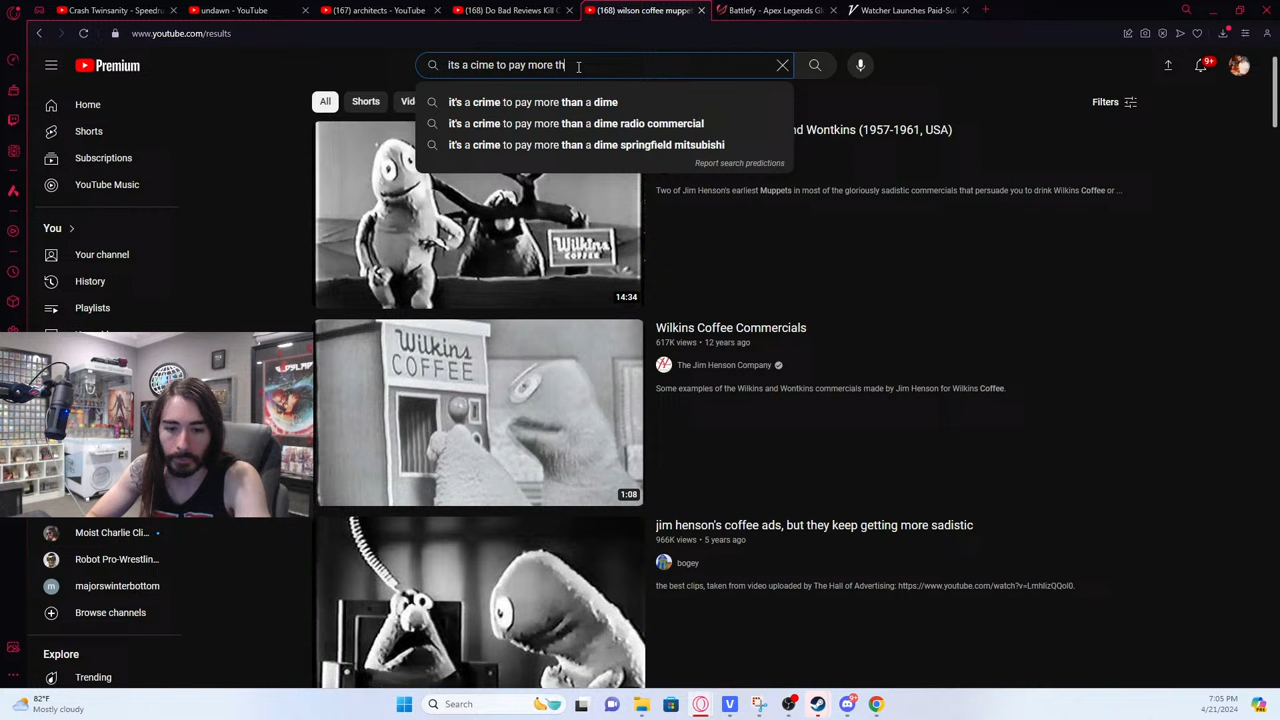 Crash Twinsanity - Speedru
undawn - YouTube
(167) architects - YouTube
(168) Do Bad Reviews Kill C
(168) wilson coffee muppet
Battlefy - Apex Legends Gl
Watcher Launches Paid-Su
www.youtube.com/results
Premium
its a cime to pay more th
9+
it's a crime to pay more than a dime
it's a crime to pay more than a dime radio commercial
it's a crime to pay more than a dime springfield mitsubishi
Report search predictions
Home
Shorts
Subscriptions
YouTube Music
You
Your channel
History
Playlists
All
Shorts
Vid
Filters
nd Wontkins (1957-1961, USA)
Two of Jim Henson's earliest Muppets in most of the gloriously sadistic commercials that persuade you to drink Wilkins Coffee or ...
Wilkins
COFFEE
14:34
Wilkins
COFFEE
1:08
Wilkins Coffee Commercials
617K views • 12 years ago
The Jim Henson Company
Some examples of the Wilkins and Wontkins commercials made by Jim Henson for Wilkins Coffee.
jim henson's coffee ads, but they keep getting more sadistic
966K views • 5 years ago
bogey
the best clips, taken from video uploaded by The Hall of Advertising: https://www.youtube.com/watch?v=LmhlizQQol0.
Moist Charlie Cli...
Robot Pro-Wrestlin...
majorswinterbottom
Browse channels
Explore
Trending
82°F
Mostly cloudy
Search
9+
7:05 PM
4/21/2024